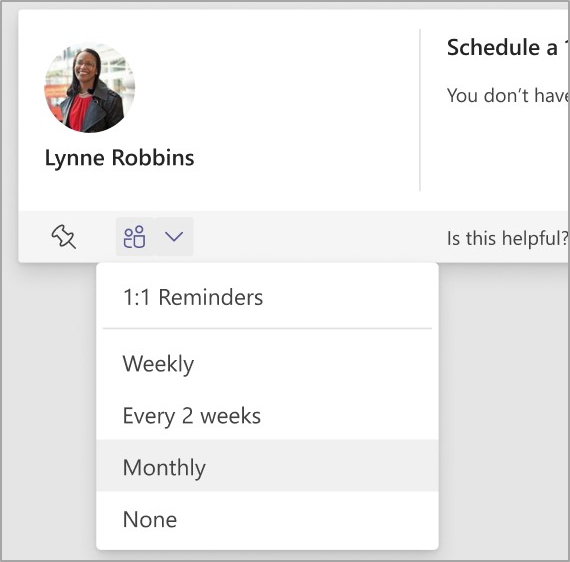 Schedule a
You don’t have
Lynne Robbins
Is this helpful?
1:1 Reminders
Weekly
Every 2 weeks
Monthly
None